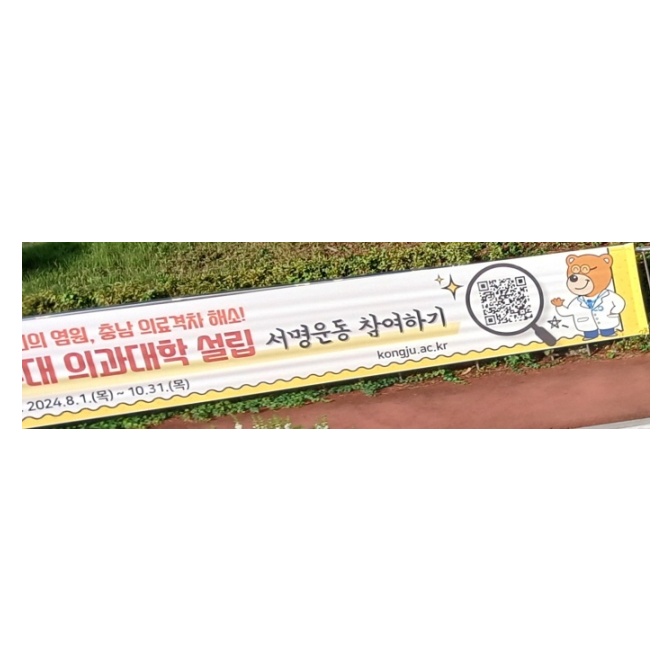 의 염원, 충남 의료격차 해소!
대 의과대학 설립 서명운동 참여하기
2024.8.1.(목) ~ 10.31.(목)
kongju.ac.kr